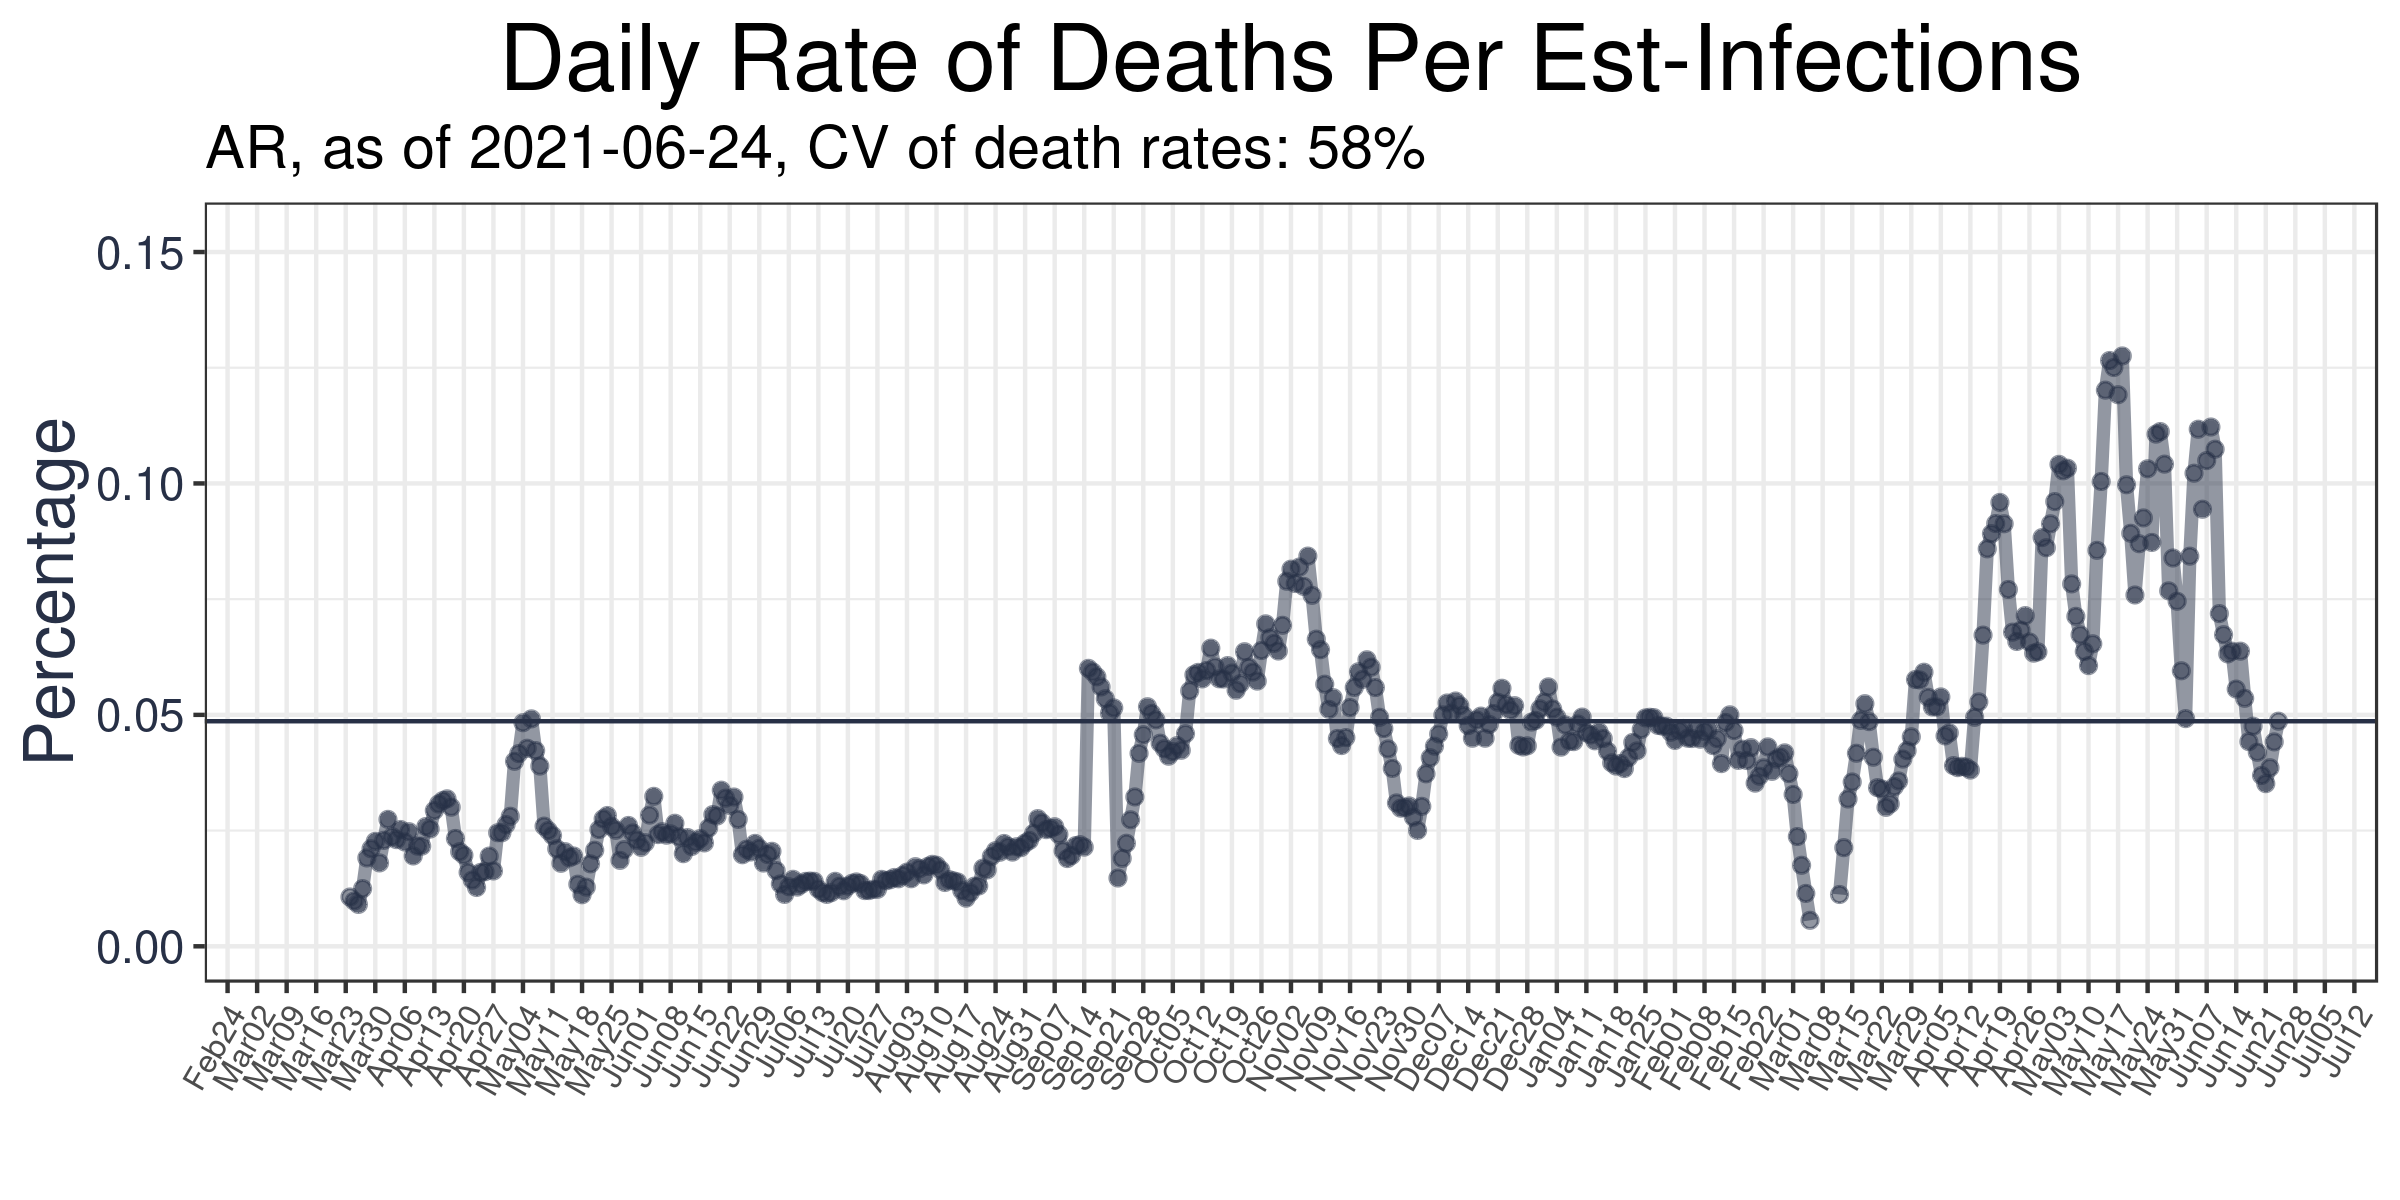 Daily Rate of Deaths Per Est-Infections
AR, as of 2021-06-24, CV of death rates: 58%
Percentage
0.15
0.10
0.05
0.00
Feb24
Mar02
Mar09
Mar16
Mar23
Mar30
Apr06
Apr13
Apr20
Apr27
May04
May11
May18
May25
Jun01
Jun08
Jun15
Jun22
Jun29
Jul06
Jul13
Jul20
Jul27
Aug03
Aug10
Aug17
Aug24
Aug31
Sep07
Sep14
Sep21
Sep28
Oct05
Oct12
Oct19
Oct26
Nov02
Nov09
Nov16
Nov23
Nov30
Dec07
Dec14
Dec21
Dec28
Jan04
Jan11
Jan18
Jan25
Feb01
Feb08
Feb15
Feb22
Mar01
Mar08
Mar15
Mar22
Mar29
Apr05
Apr12
Apr19
Apr26
May03
May10
May17
May24
May31
Jun07
Jun14
Jun21
Jun28
Jul05
Jul12